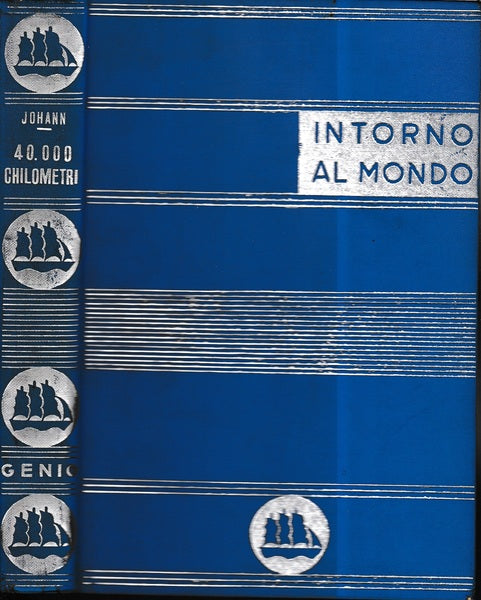 JOHANN
40.000
CHILOMETRI
GENIO
INTORNO
AL MONDO